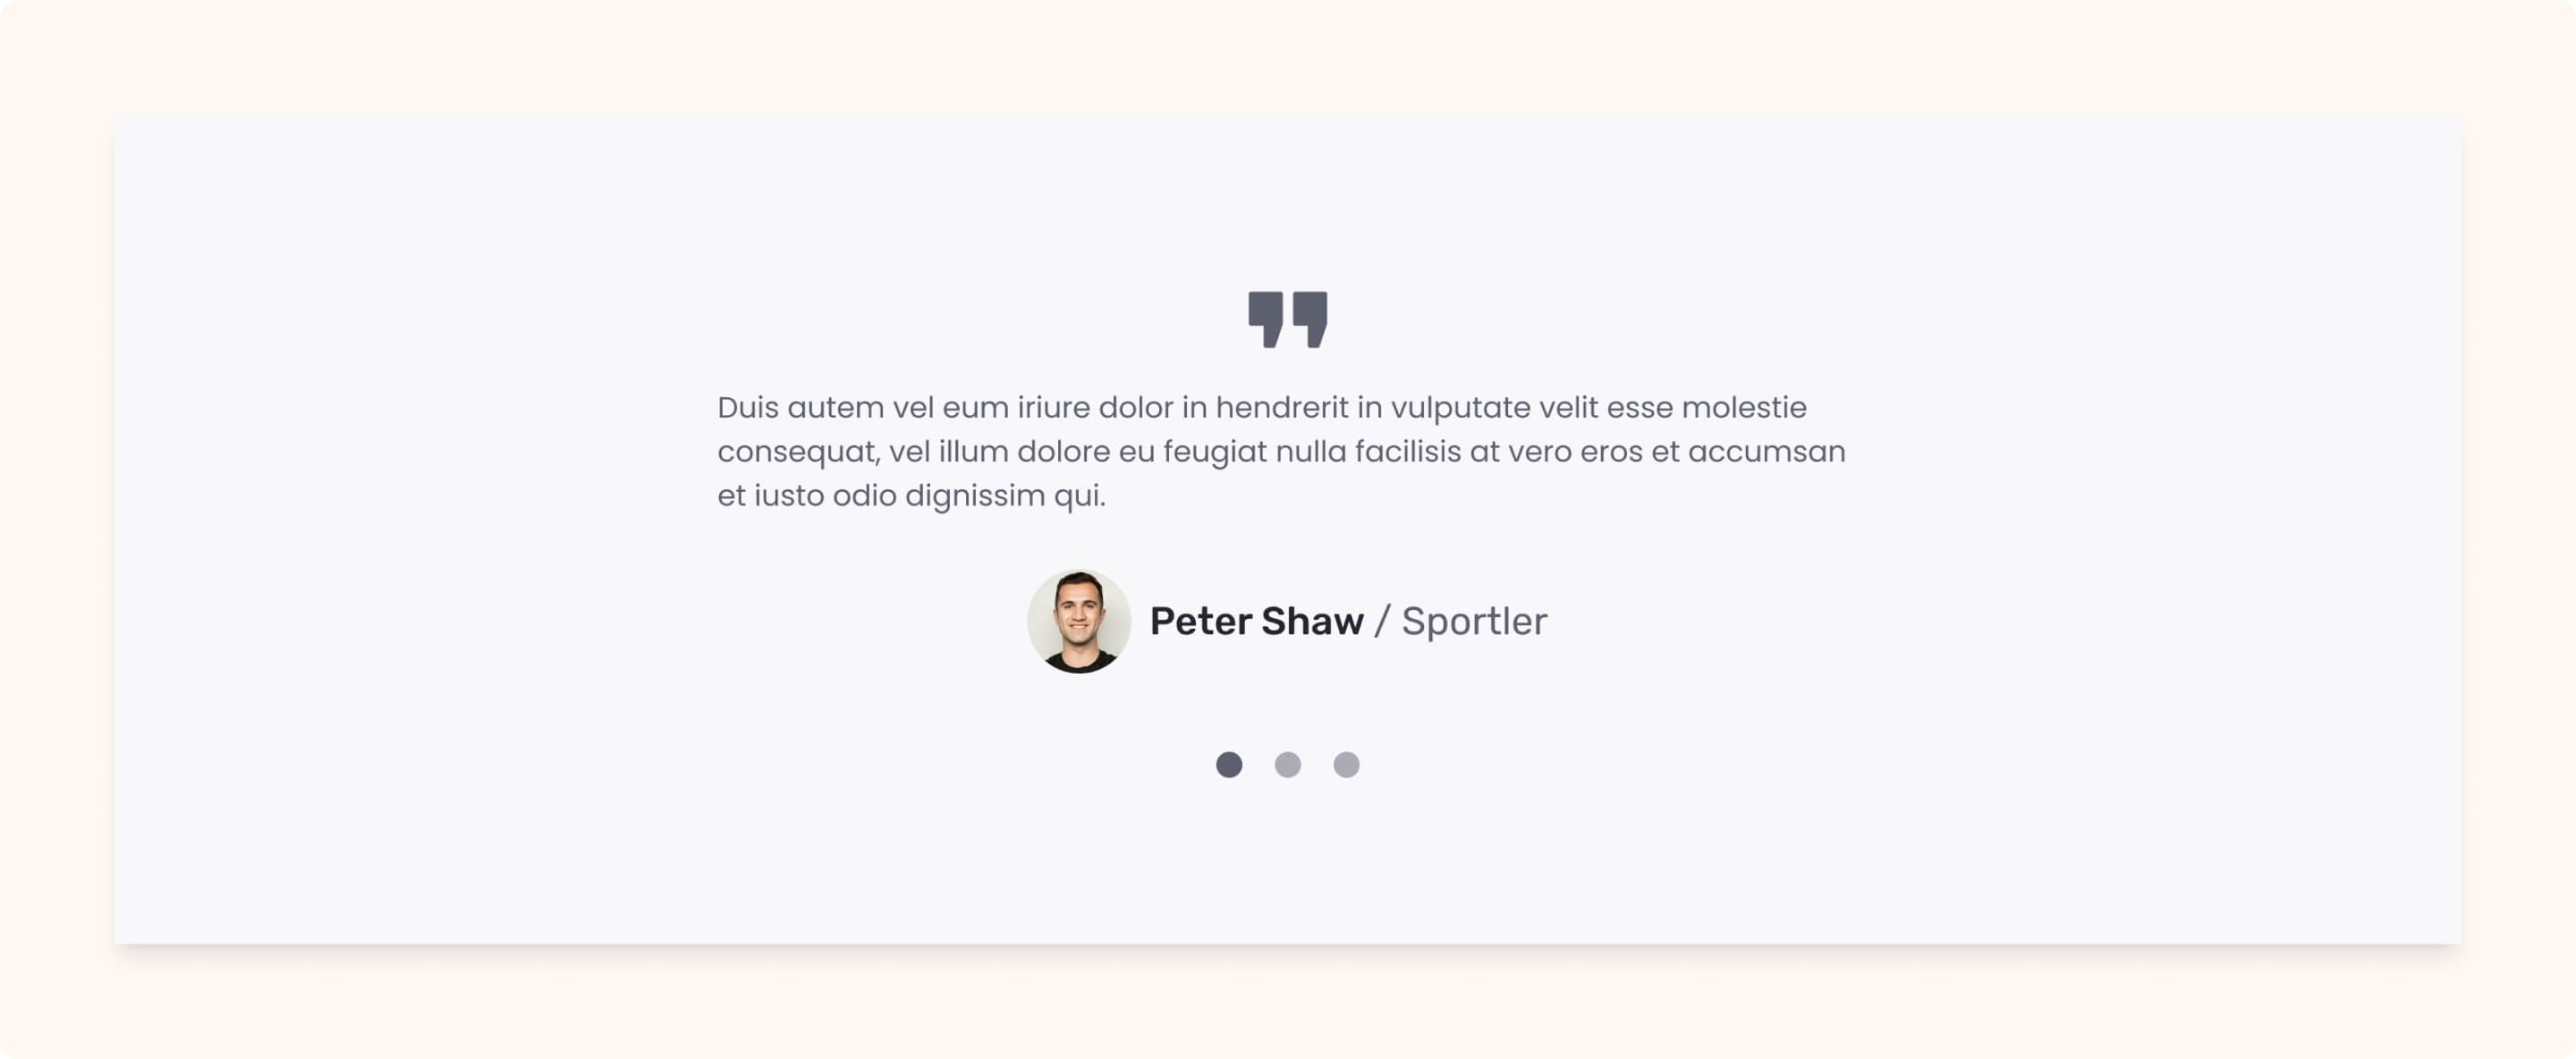 Duis autem vel eum iriure dolor in hendrerit in vulputate velit esse molestie
consequat, vel illum dolore eu feugiat nulla facilisis at vero eros et accumsan
et iusto odio dignissim qui.
Peter Shaw / Sportler